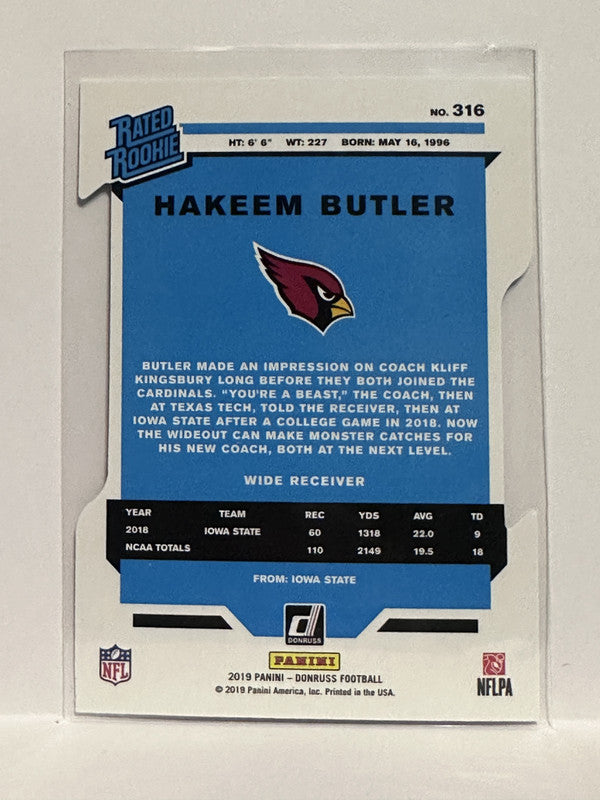 RATED
ROOKIE
NO. 316
HT: 6' 6" WT: 227 BORN: MAY 16, 1996
HAKEEM BUTLER
BUTLER MADE AN IMPRESSION ON COACH KLIFF
KINGSBURY LONG BEFORE THEY BOTH JOINED THE
CARDINALS. "YOU'RE A BEAST," THE COACH, THEN
AT TEXAS TECH, TOLD THE RECEIVER, THEN AT
IOWA STATE AFTER A COLLEGE GAME IN 2018. NOW
THE WIDEOUT CAN MAKE MONSTER CATCHES FOR
HIS NEW COACH, BOTH AT THE NEXT LEVEL.
WIDE RECEIVER
YEAR TEAM REC YDS AVG TD
2018 IOWA STATE 60 1318 22.0 9
NCAA TOTALS 110 2149 19.5 18
FROM: IOWA STATE
d
DONRUSS
PANINI
NFL
NFLPA
2019 PANINI – DONRUSS FOOTBALL
© 2019 Panini America, Inc. Printed in the USA.